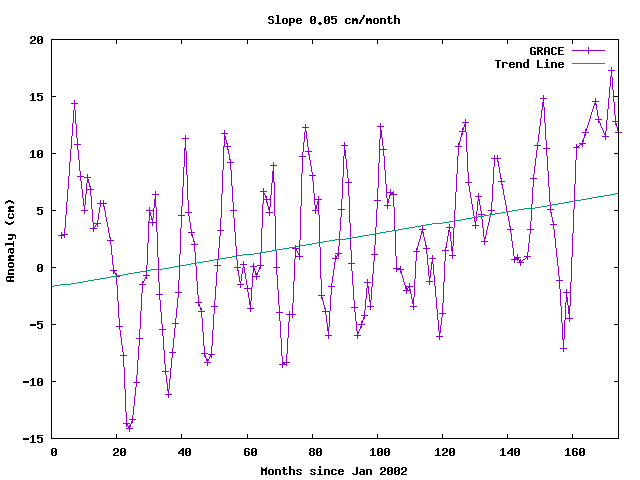 Slope 0.05 cm/month
GRACE
Trend Line
20
15
10
5
0
-5
-10
-15
Anomaly (cm)
0 20 40 60 80 100 120 140 160
Months since Jan 2002